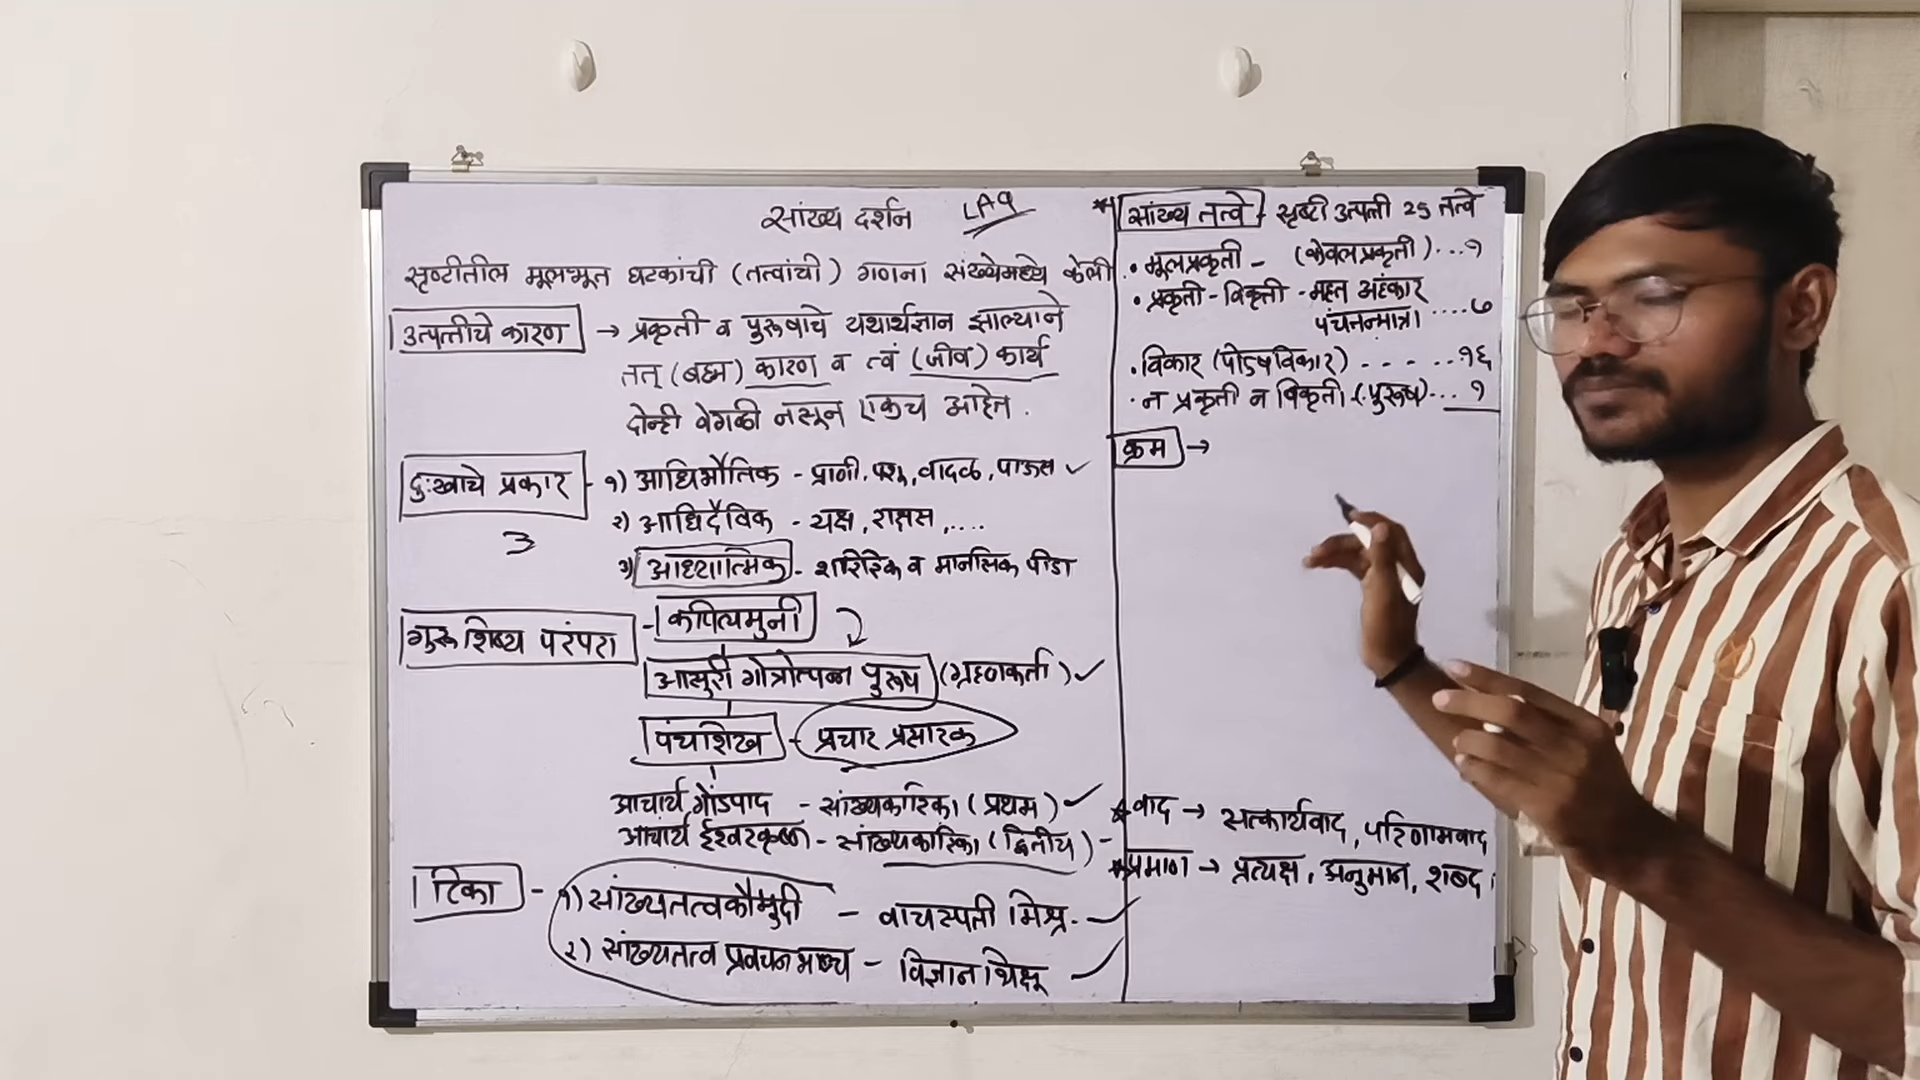 सांख्य दर्शन LAQ
सृष्टीतील मूलभूत घटकांची (तत्वांची) गणना संख्येमध्ये केली.
उत्पत्तीचे कारण → प्रकृती व पुरूषाचे यथार्थज्ञान झाल्याने
तत् (ब्रह्म) कारण व त्वं (जीव) कार्य
दोन्ही वेगळी नसून एकच आहेत.
दुःखाचे प्रकार - १) आधिभौतिक - प्राणी, पशू, वादळ, पाऊस ✓
3
२) आधिदैविक - यक्ष, राक्षस, ....
३) आध्यात्मिक - शारिरिक व मानसिक पीडा
गुरू शिष्य परंपरा - कपिलमुनी
आसुरी गोत्रोत्पन्न पुरूष (ग्रहणकर्ता) ✓
पंचशिख - प्रचार प्रसारक
आचार्य गौडपाद - सांख्यकारिका (प्रथम) ✓
आचार्य ईश्वरकृष्ण - सांख्यकारिका (द्वितीय) -
टिका - १) सांख्यतत्वकौमुदी - वाचस्पती मिश्र. ✓
२) सांख्यतत्व प्रवचन भाष्य - विज्ञान भिक्षू ✓
* सांख्य तत्वे - सृष्टी उत्पत्ती 25 तत्वे
• मूलप्रकृती - (केवलप्रकृती) ... १
• प्रकृती - विकृती - महत अहंकार
पंचतन्मात्रा .... ७
• विकार (षोडषविकार) - - - ... १६
• न प्रकृती न विकृती - (पुरूष) ... १
क्रम →
* वाद → सत्कार्यवाद, परिणामवाद
* प्रमाण → प्रत्यक्ष, अनुमान, शब्द.